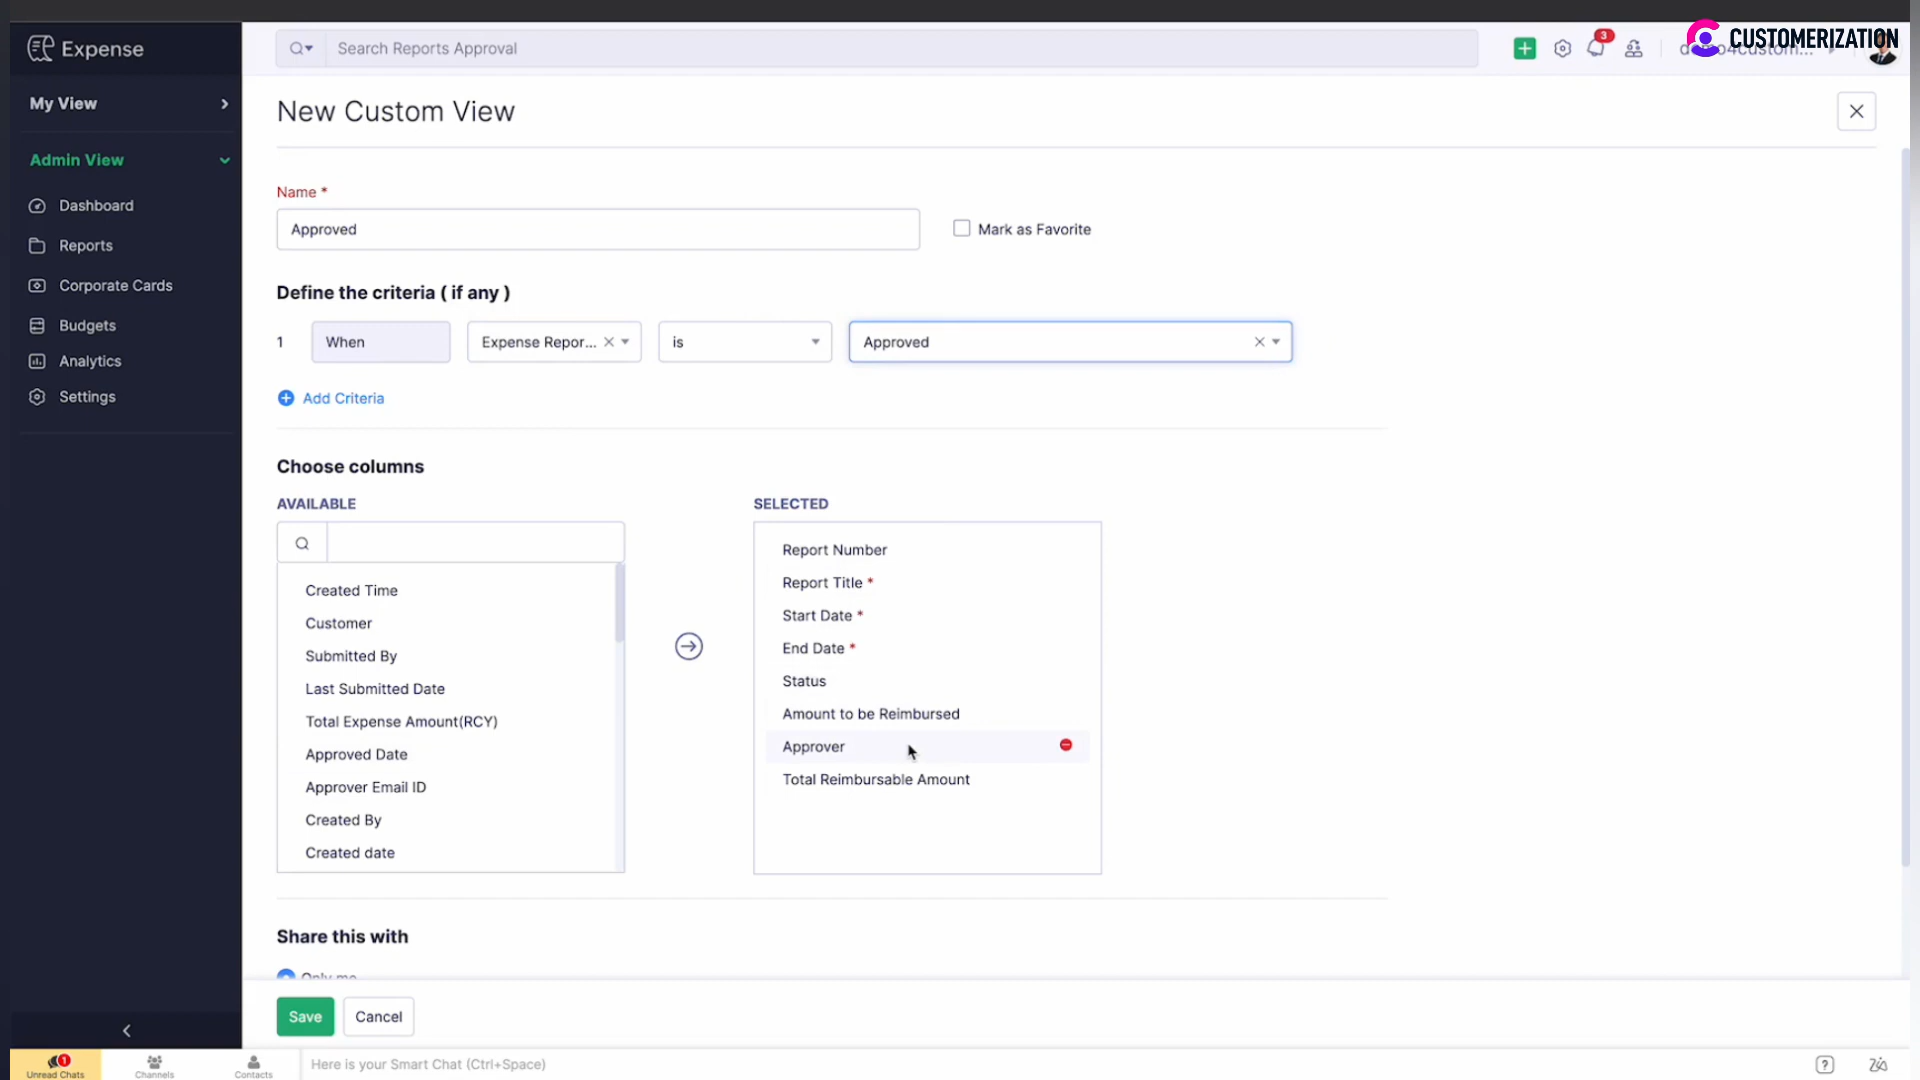 Expense
Search Reports Approval
3
CUSTOMERIZATION
My View
New Custom View
Admin View
Dashboard
Reports
Corporate Cards
Budgets
Analytics
Settings
Name *
Approved
Mark as Favorite
Define the criteria ( if any )
1 When Expense Repor... is Approved
Add Criteria
Choose columns
AVAILABLE
Created Time
Customer
Submitted By
Last Submitted Date
Total Expense Amount(RCY)
Approved Date
Approver Email ID
Created By
Created date
SELECTED
Report Number
Report Title *
Start Date *
End Date *
Status
Amount to be Reimbursed
Approver
Total Reimbursable Amount
Share this with
Only me
Save Cancel
1
Unread Chats
Channels
Contacts
Here is your Smart Chat (Ctrl+Space)
?